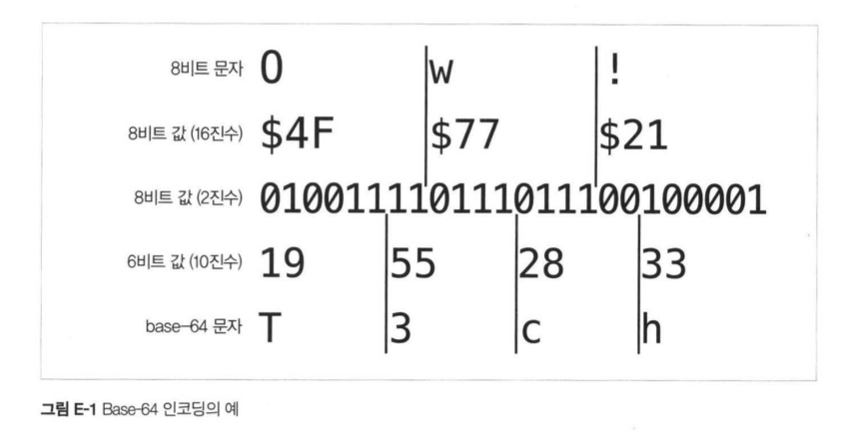 8비트 문자 O w !
8비트 값 (16진수) $4F $77 $21
8비트 값 (2진수) 010011110111011100100001
6비트 값 (10진수) 19 55 28 33
base-64 문자 T 3 c h
그림 E-1 Base-64 인코딩의 예